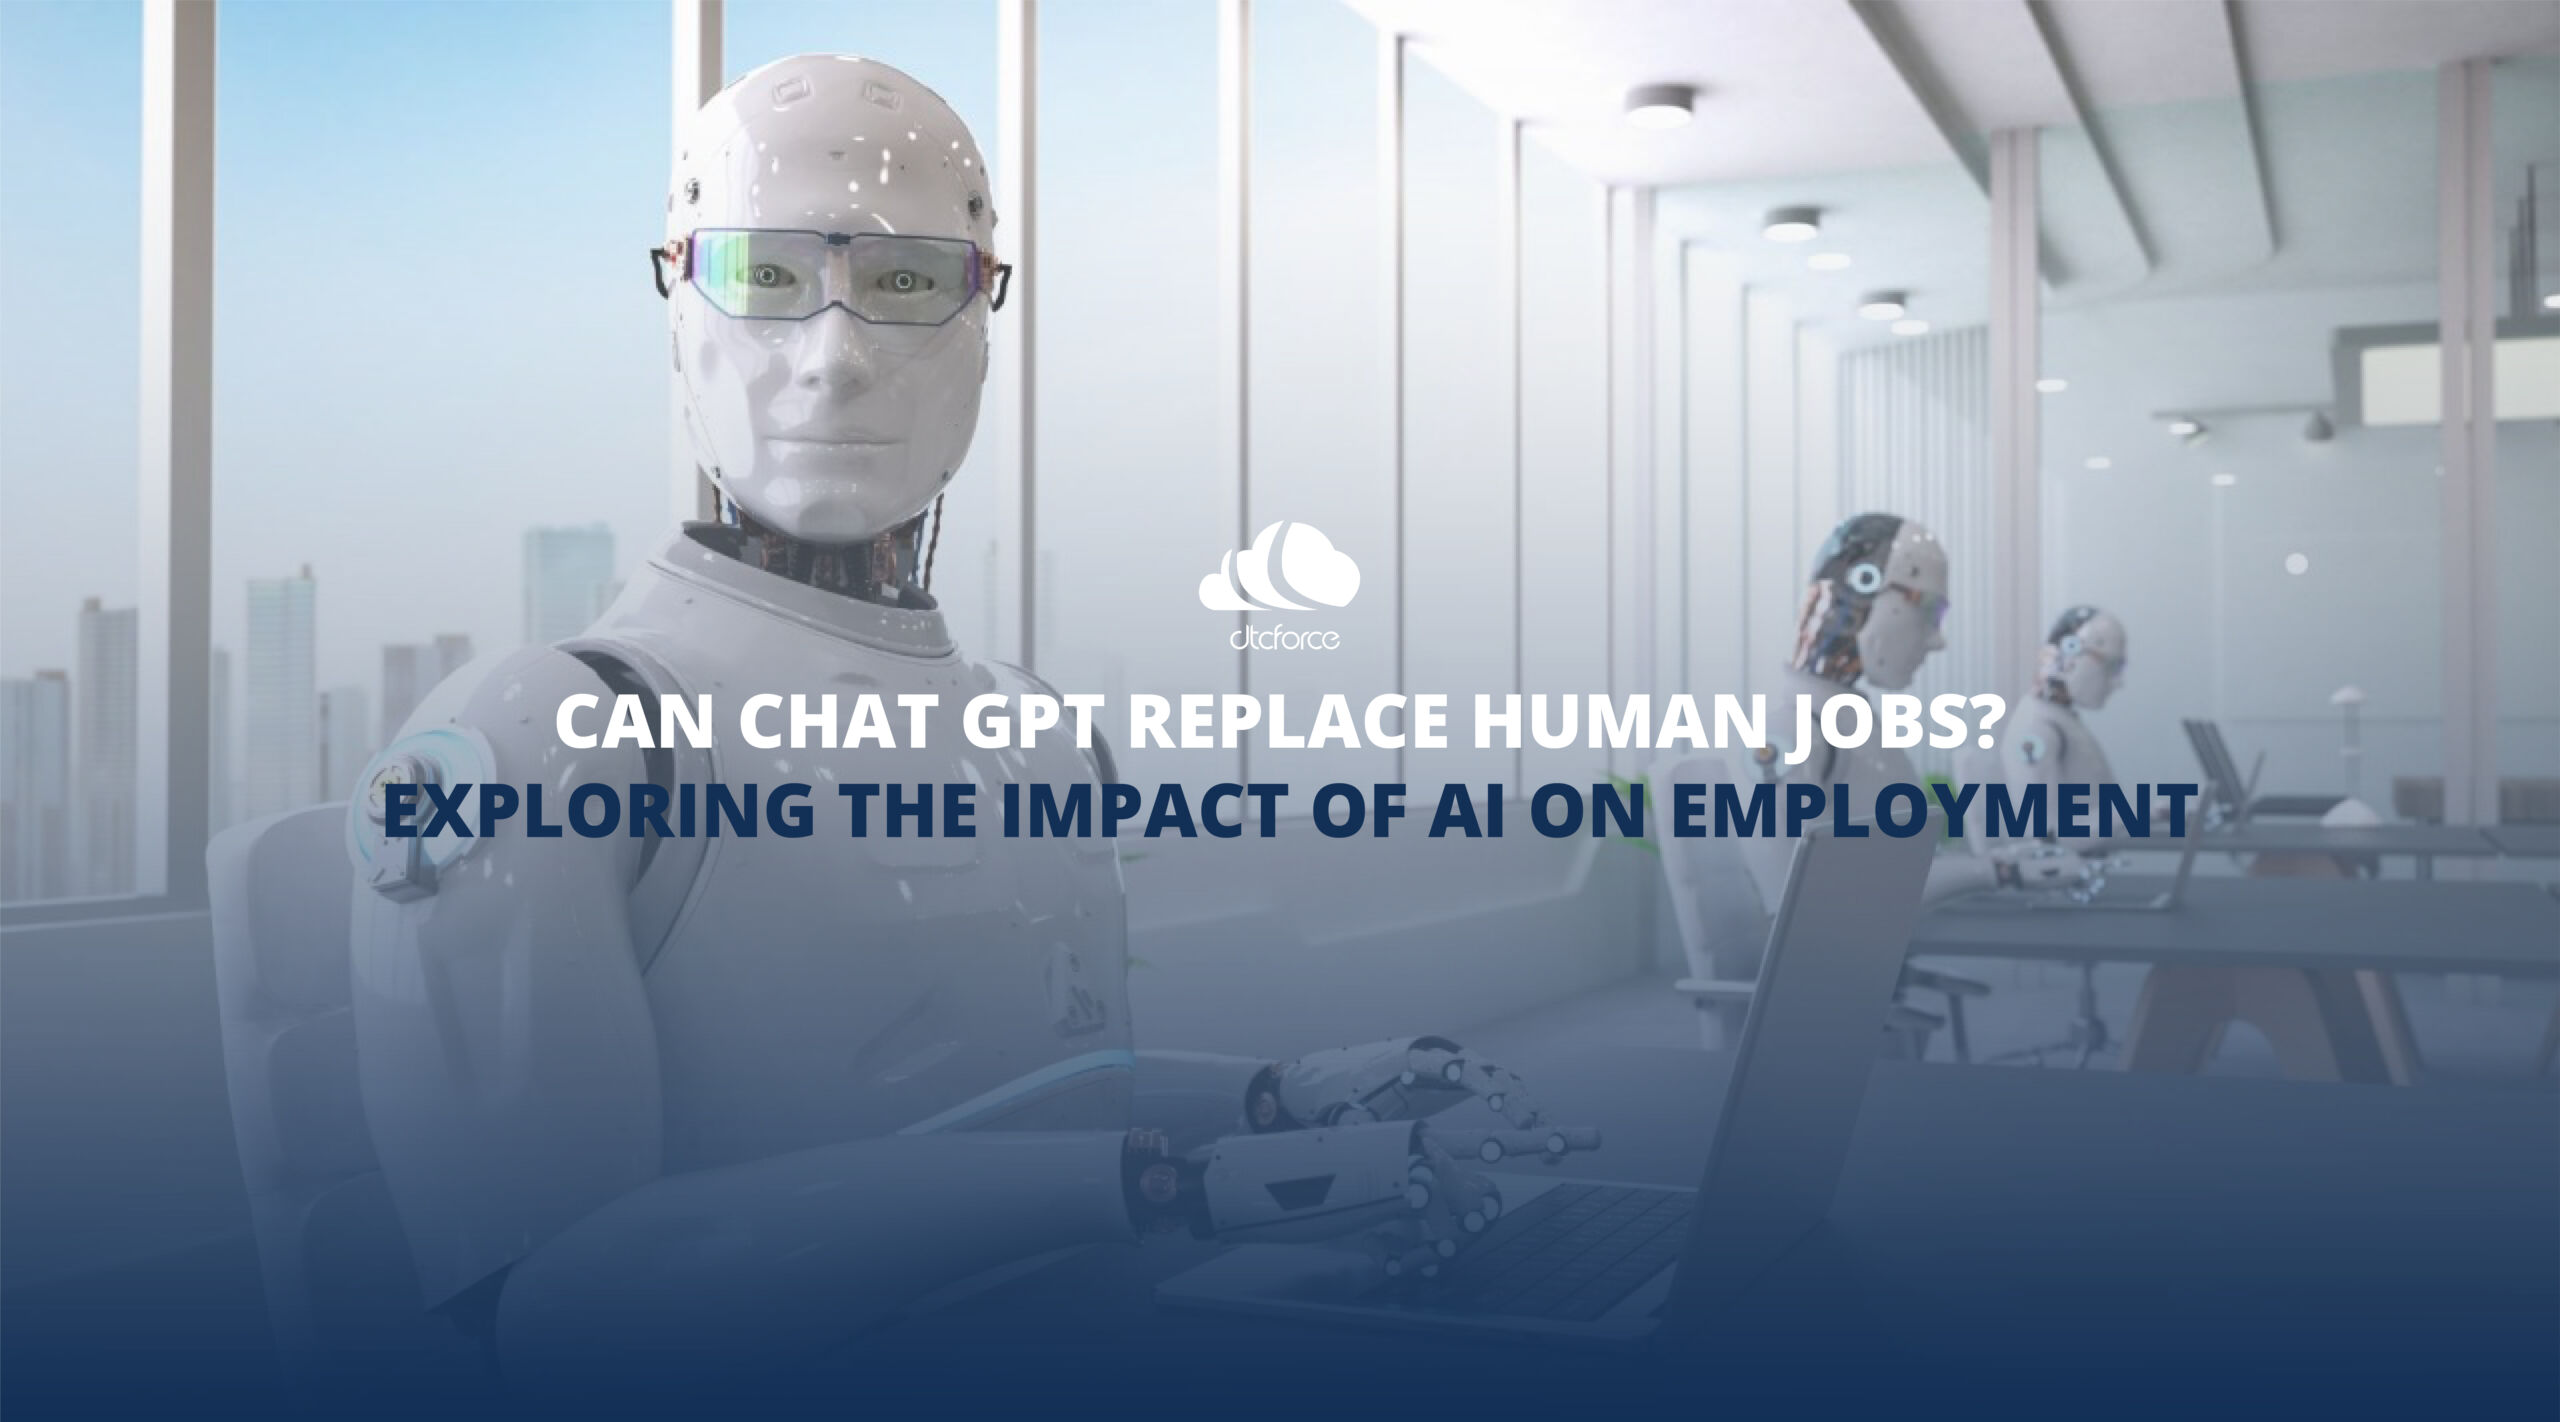 dtcforce
CAN CHAT GPT REPLACE HUMAN JOBS?
EXPLORING THE IMPACT OF AI ON EMPLOYMENT